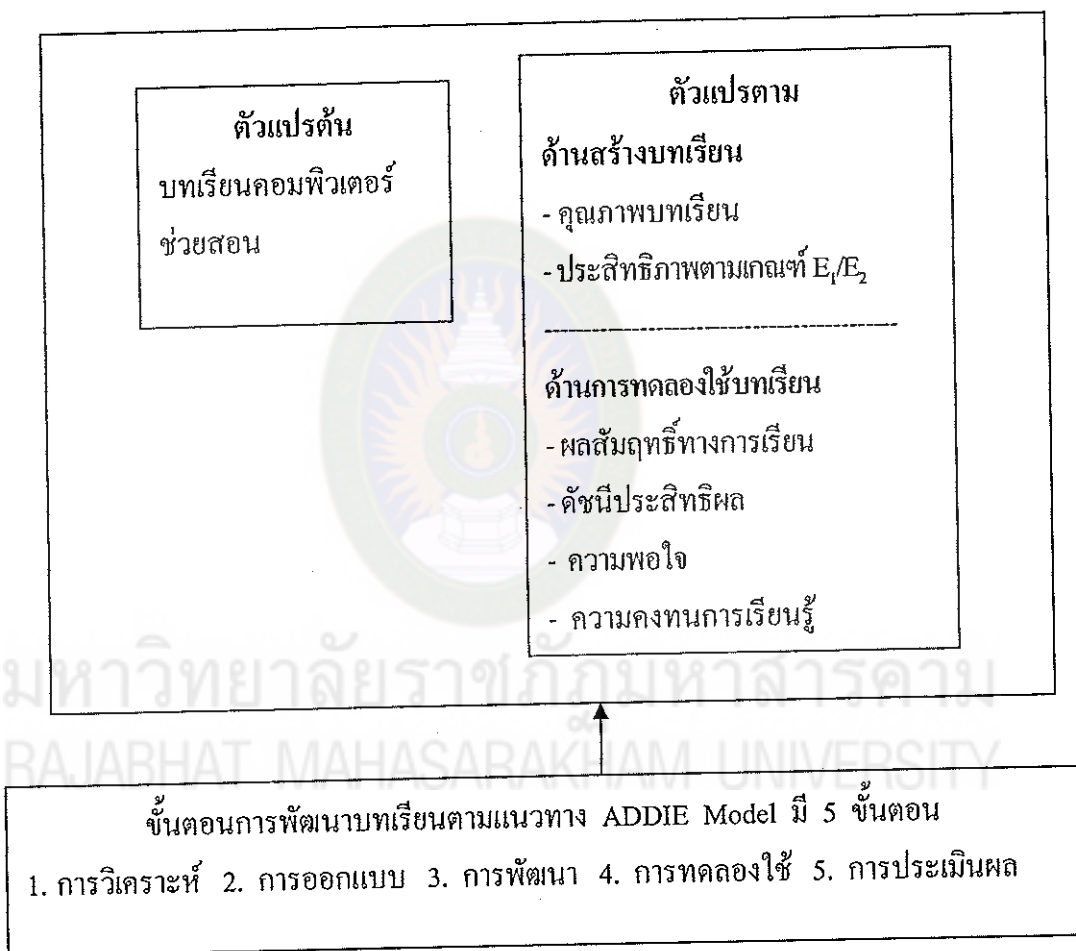 ตัวแปรต้น
บทเรียนคอมพิวเตอร์
ช่วยสอน
ตัวแปรตาม
ด้านสร้างบทเรียน
- คุณภาพบทเรียน
- ประสิทธิภาพตามเกณฑ์ E₁/E₂
ด้านการทดลองใช้บทเรียน
- ผลสัมฤทธิ์ทางการเรียน
- ดัชนีประสิทธิผล
- ความพอใจ
- ความคงทนการเรียนรู้
มหาวิทยาลัยราชภัฏมหาสารคาม
RAJABHAT MAHASARAKHAM UNIVERSITY
ขั้นตอนการพัฒนาบทเรียนตามแนวทาง ADDIE Model มี 5 ขั้นตอน
1. การวิเคราะห์ 2. การออกแบบ 3. การพัฒนา 4. การทดลองใช้ 5. การประเมินผล